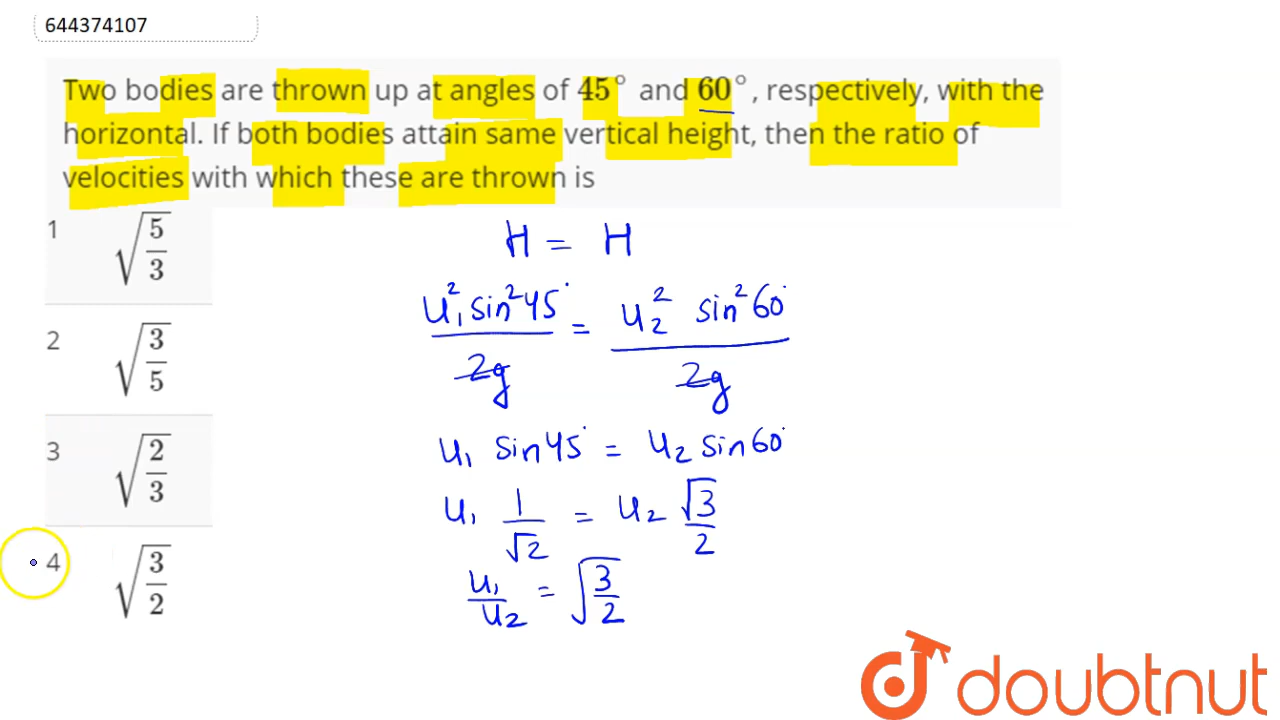 644374107
Two bodies are thrown up at angles of 45° and 60°, respectively, with the
horizontal. If both bodies attain same vertical height, then the ratio of
velocities with which these are thrown is
1 √(5/3)
2 √(3/5)
3 √(2/3)
4 √(3/2)
H = H
u₁² sin²45° / 2g = u₂² sin²60° / 2g
u₁ sin45° = u₂ sin60°
u₁ 1/√2 = u₂ √3/2
u₁/u₂ = √(3/2)
doubtnut